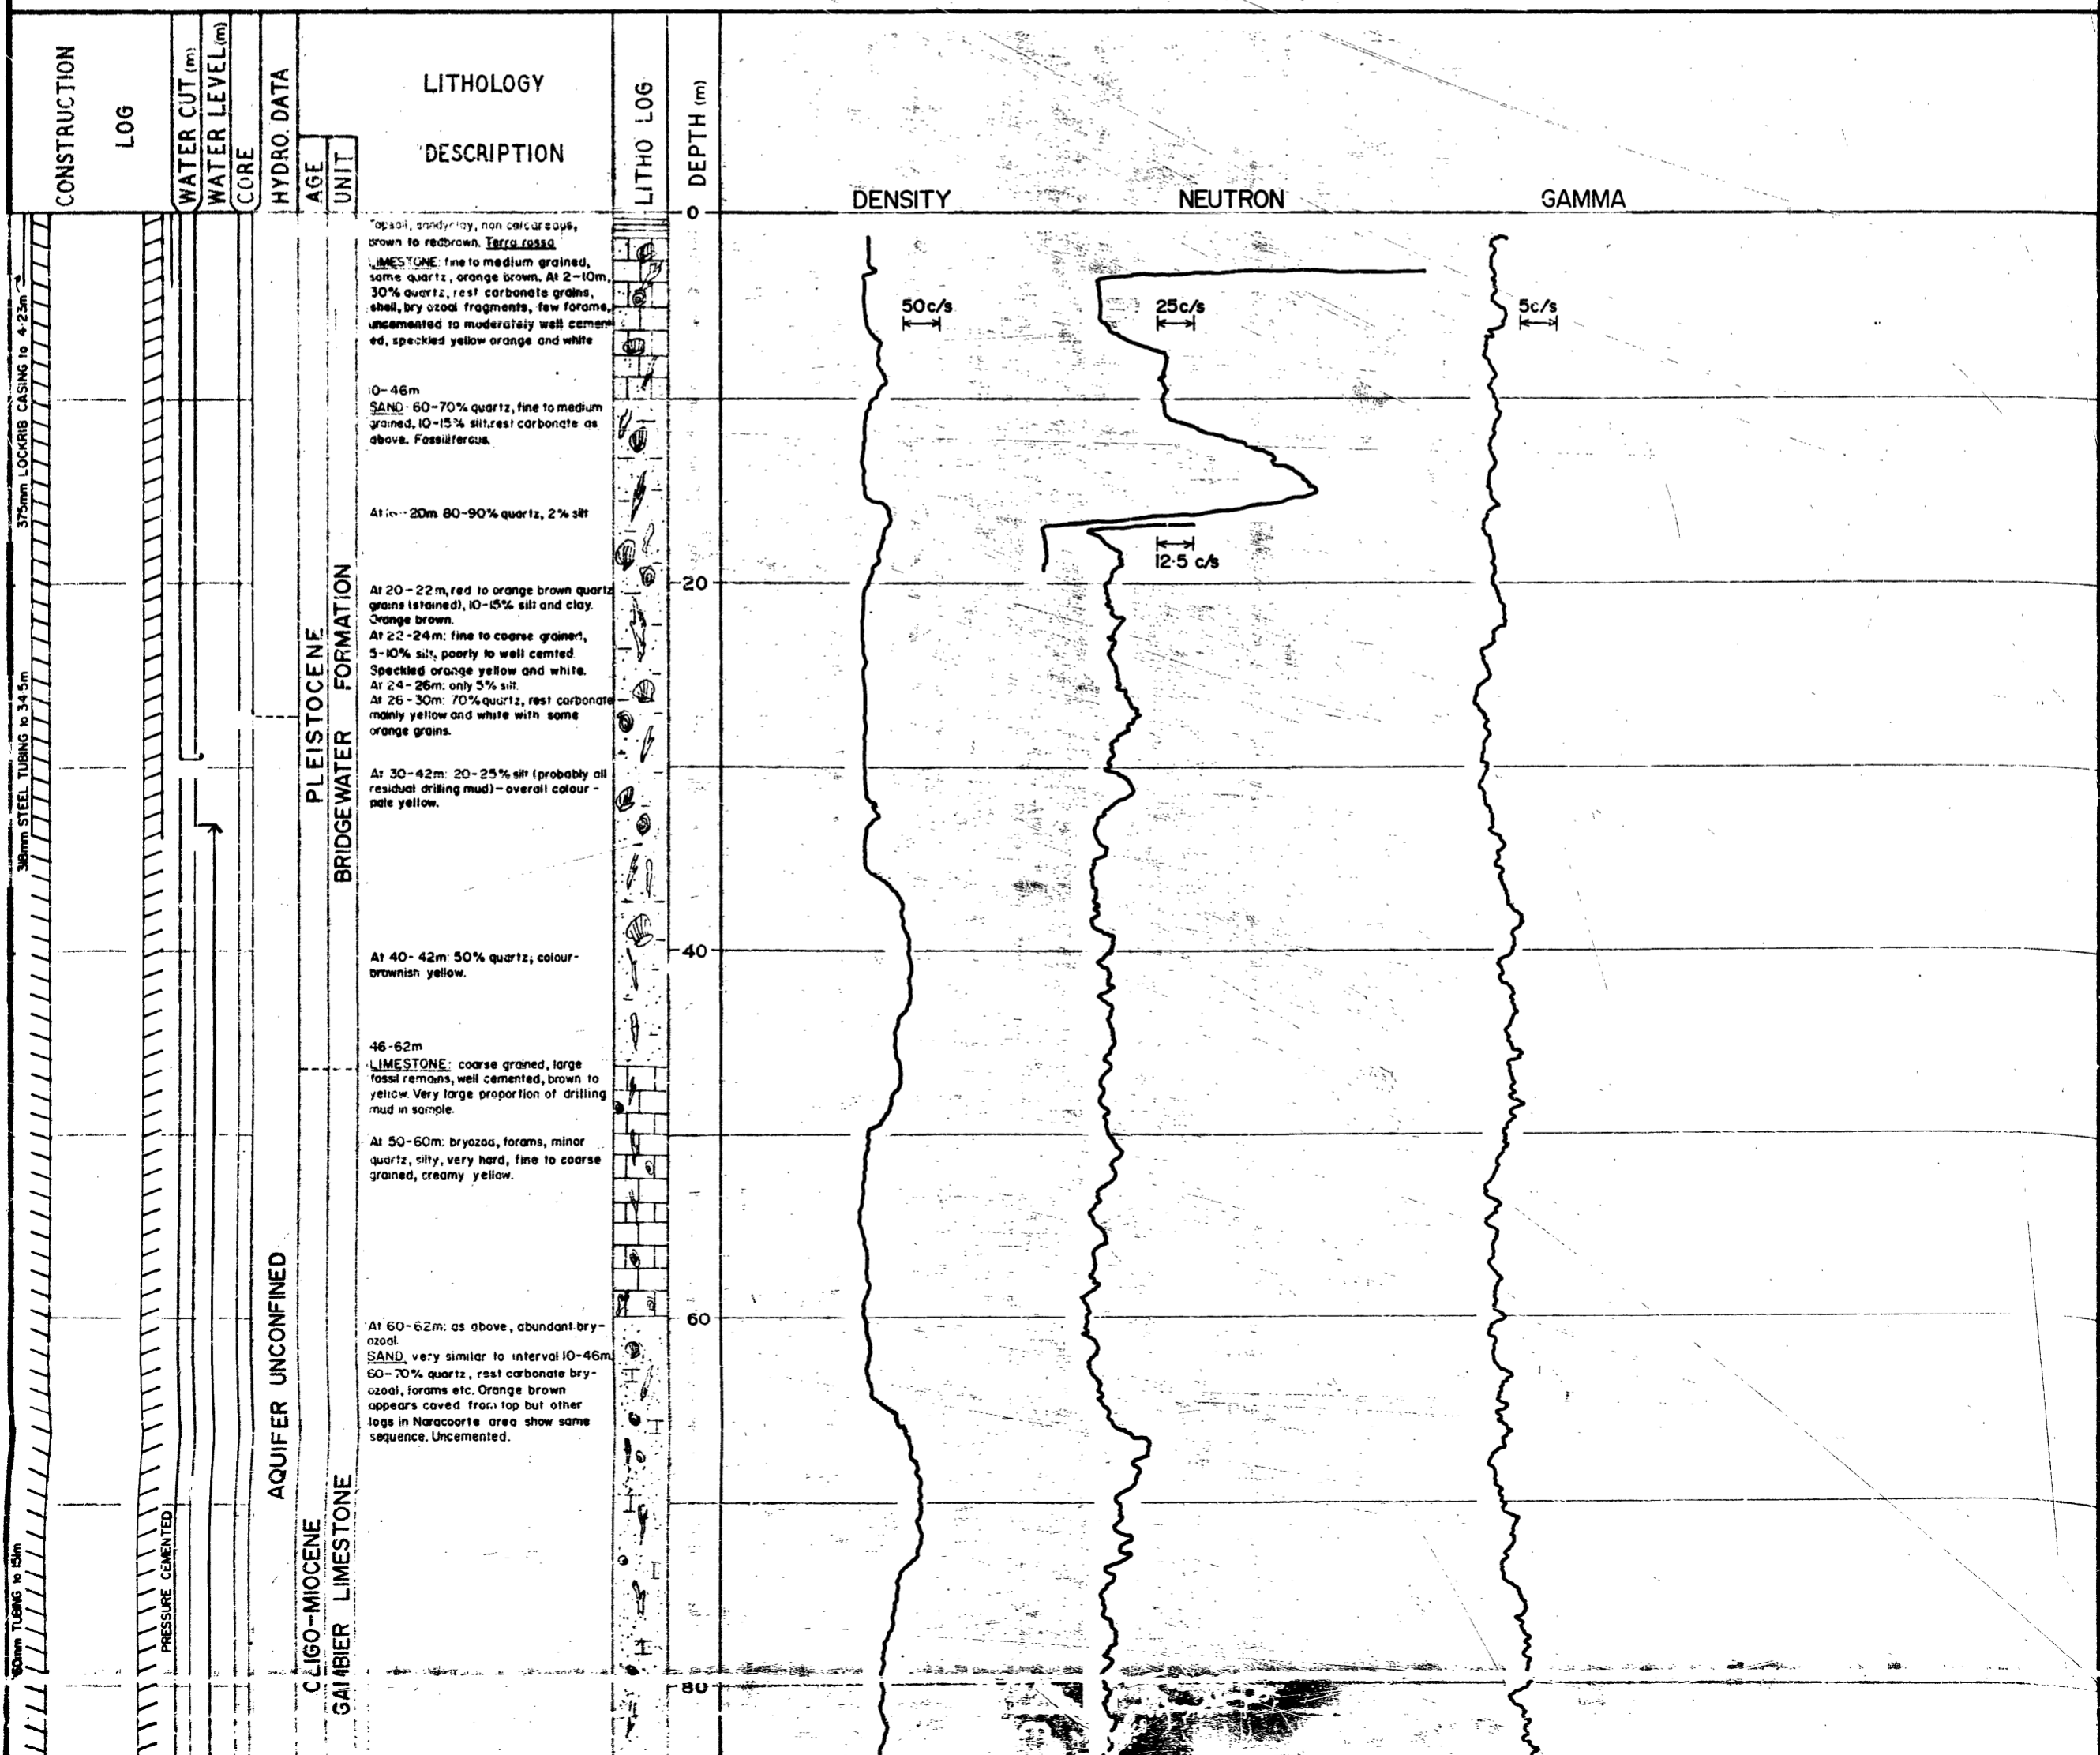 CONSTRUCTION
LOG
WATER CUT (m)
WATER LEVEL (m)
CORE
HYDRO. DATA
AGE
UNIT
LITHOLOGY
DESCRIPTION
LITHO LOG
DEPTH (m)
DENSITY
NEUTRON
GAMMA
0
20
40
60
80
50c/s
25c/s
5c/s
12·5 c/s
375mm LOCKRIB CASING to 4·23m
STEEL TUBING to 34·5m
TUBING to 151m
PRESSURE CEMENTED
AQUIFER UNCONFINED
PLEISTOCENE
BRIDGEWATER FORMATION
OLIGO-MIOCENE
GAMBIER LIMESTONE
Topsoil, sandy clay, non calcareous,
brown to redbrown. Terra rossa
LIMESTONE: fine to medium grained,
same quartz, orange brown. At 2-10m,
30% quartz, rest carbonate grains,
shell, bry ozoal fragments, few forams,
uncemented to moderately well cement
ed, speckled yellow orange and white
10-46m
SAND· 60-70% quartz, fine to medium
grained, 10-15% silt, rest carbonate as
above. Fossiliferous.
20m 80-90% quartz, 2% silt
At 20-22m, red to orange brown quartz
grains (stained), 10-15% silt and clay.
Orange brown.
At 22-24m: fine to coarse grained,
5-10% silt, poorly to well cemted.
Speckled orange yellow and white.
At 24-26m: only 5% silt.
At 26-30m: 70% quartz, rest carbonate
mainly yellow and white with some
orange grains.
At 30-42m: 20-25% silt (probably all
residual drilling mud)-overall colour-
pale yellow.
At 40-42m: 50% quartz; colour-
brownish yellow.
46-62m
LIMESTONE: coarse grained, large
fossil remains, well cemented, brown to
yellow. Very large proportion of drilling
mud in sample.
At 50-60m: bryozoa, forams, minor
quartz, silty, very hard, fine to coarse
grained, creamy yellow.
At 60-62m: as above, abundant bry-
ozoal.
SAND, very similar to interval 10-46m
60-70% quartz, rest carbonate bry-
ozoal, forams etc. Orange brown
appears caved from top but other
logs in Naracoorte area show same
sequence. Uncemented.